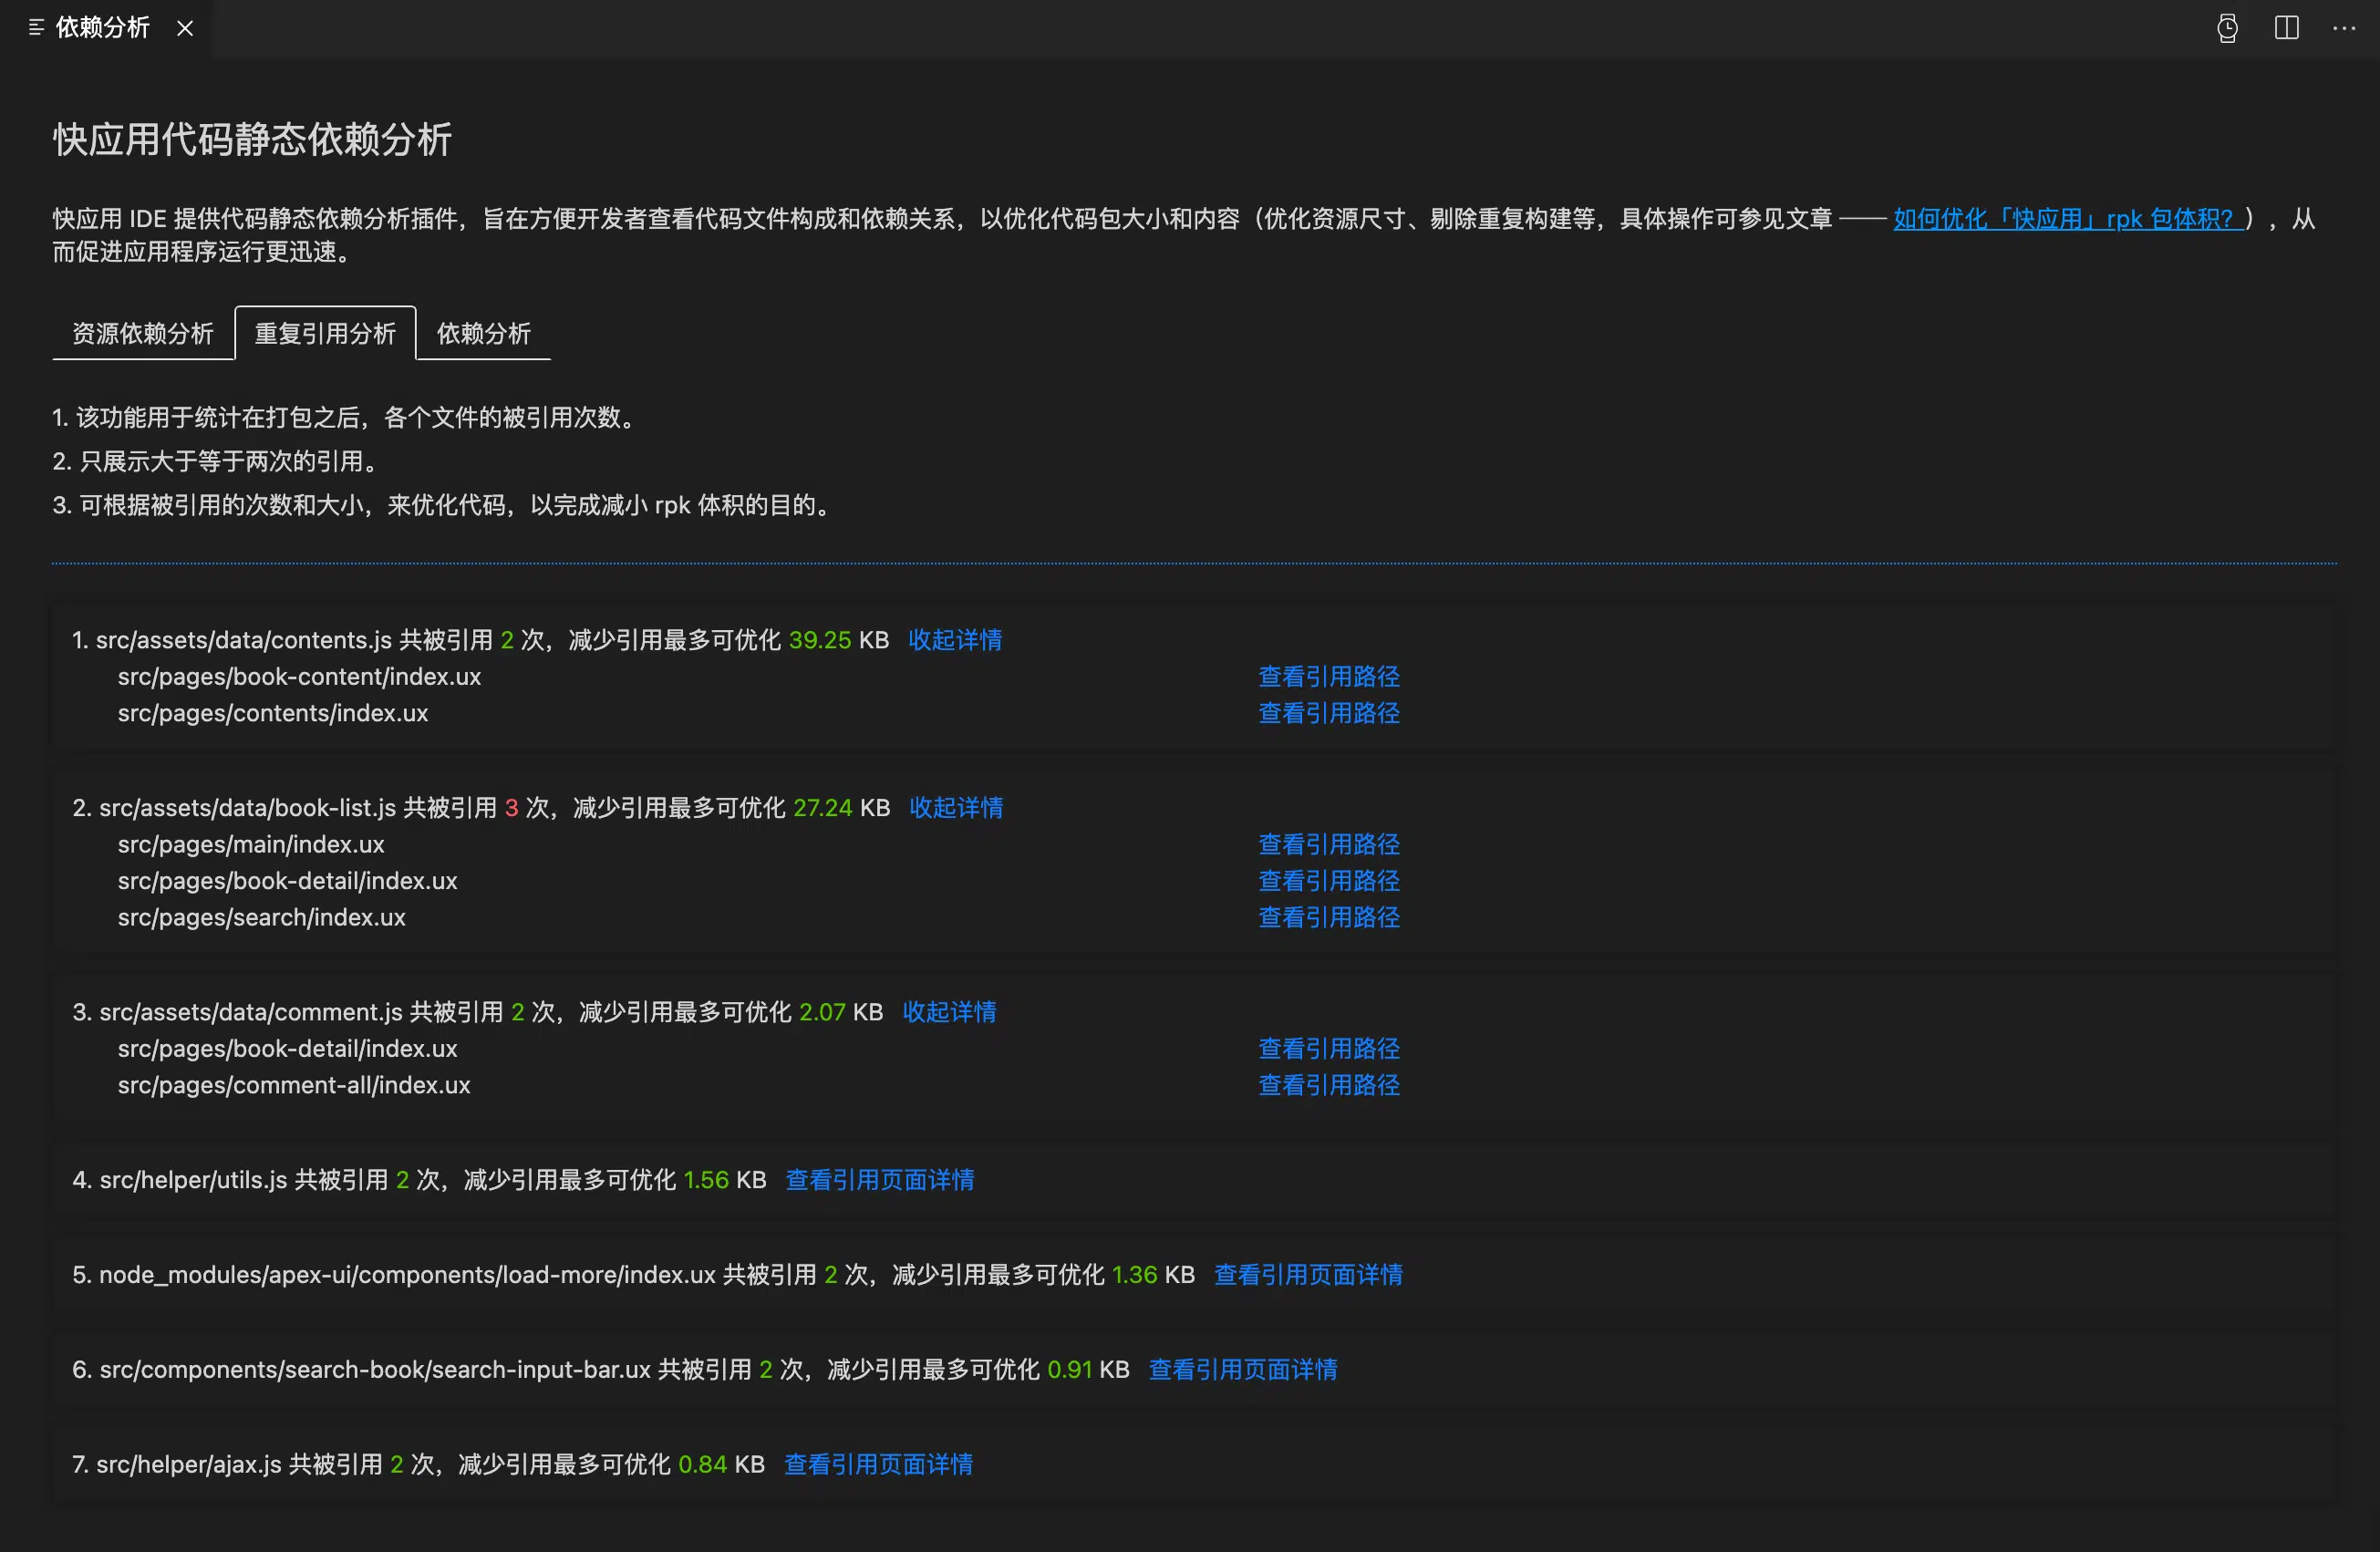 依赖分析
快应用代码静态依赖分析
快应用 IDE 提供代码静态依赖分析插件，旨在方便开发者查看代码文件构成和依赖关系，以优化代码包大小和内容（优化资源尺寸、剔除重复构建等，具体操作可参见文章 —— 如何优化「快应用」rpk 包体积？），从
而促进应用程序运行更迅速。
资源依赖分析 重复引用分析 依赖分析
1. 该功能用于统计在打包之后，各个文件的被引用次数。
2. 只展示大于等于两次的引用。
3. 可根据被引用的次数和大小，来优化代码，以完成减小 rpk 体积的目的。
1. src/assets/data/contents.js 共被引用 2 次，减少引用最多可优化 39.25 KB 收起详情
src/pages/book-content/index.ux 查看引用路径
src/pages/contents/index.ux 查看引用路径
2. src/assets/data/book-list.js 共被引用 3 次，减少引用最多可优化 27.24 KB 收起详情
src/pages/main/index.ux 查看引用路径
src/pages/book-detail/index.ux 查看引用路径
src/pages/search/index.ux 查看引用路径
3. src/assets/data/comment.js 共被引用 2 次，减少引用最多可优化 2.07 KB 收起详情
src/pages/book-detail/index.ux 查看引用路径
src/pages/comment-all/index.ux 查看引用路径
4. src/helper/utils.js 共被引用 2 次，减少引用最多可优化 1.56 KB 查看引用页面详情
5. node_modules/apex-ui/components/load-more/index.ux 共被引用 2 次，减少引用最多可优化 1.36 KB 查看引用页面详情
6. src/components/search-book/search-input-bar.ux 共被引用 2 次，减少引用最多可优化 0.91 KB 查看引用页面详情
7. src/helper/ajax.js 共被引用 2 次，减少引用最多可优化 0.84 KB 查看引用页面详情